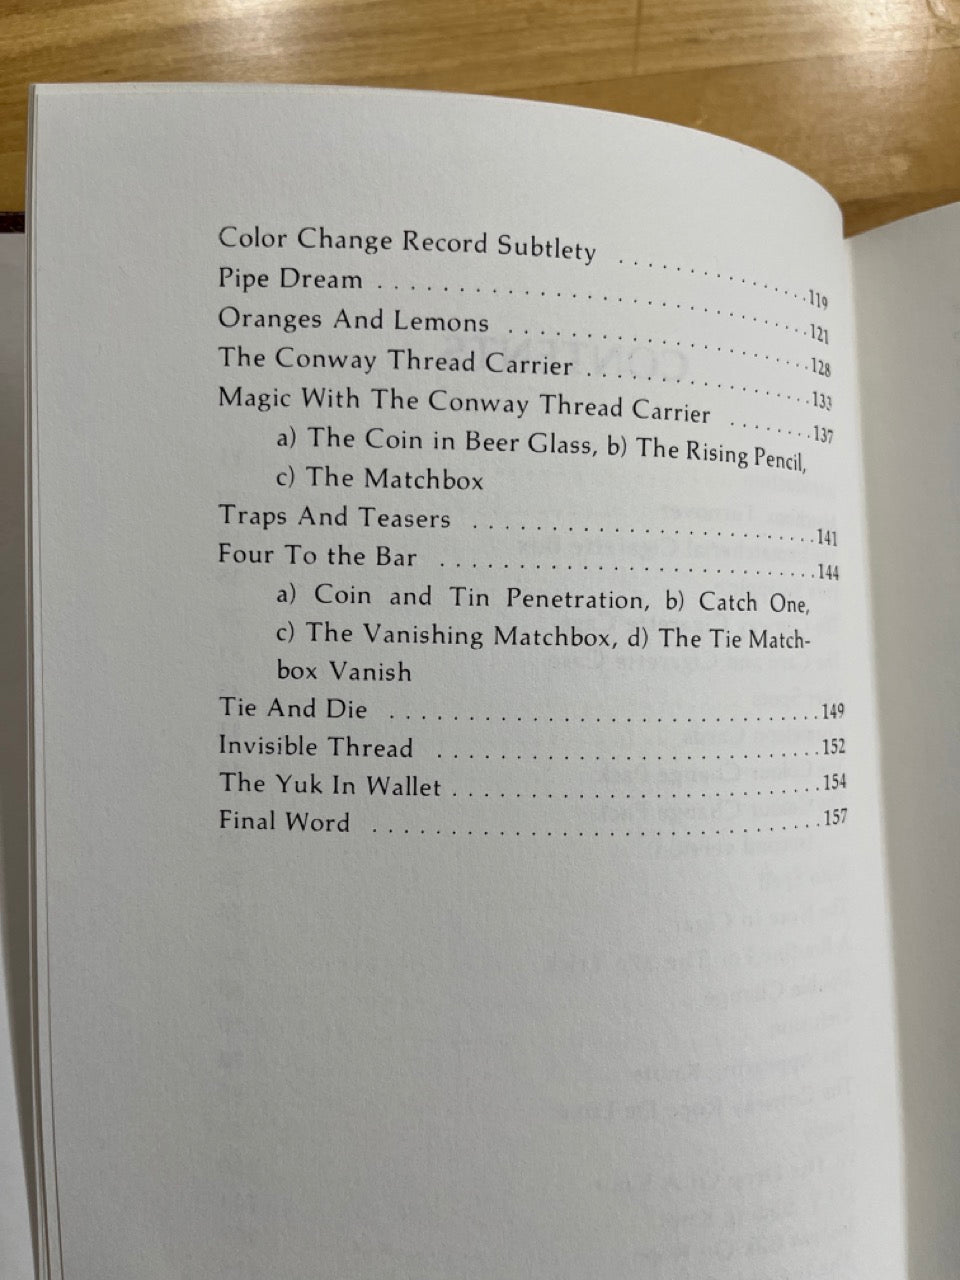 Color Change Record Subtlety . . . . . . . . . . . . . 119
Pipe Dream . . . . . . . . . . . . . . . . . . . . . . . . . . . . 121
Oranges And Lemons . . . . . . . . . . . . . . . . . . . . 128
The Conway Thread Carrier . . . . . . . . . . . . . . . 133
Magic With The Conway Thread Carrier . . . . . . . . 137
a) The Coin in Beer Glass, b) The Rising Pencil,
c) The Matchbox
Traps And Teasers . . . . . . . . . . . . . . . . . . . . . . 141
Four To the Bar . . . . . . . . . . . . . . . . . . . . . . . . 144
a) Coin and Tin Penetration, b) Catch One,
c) The Vanishing Matchbox, d) The Tie Match-
box Vanish
Tie And Die . . . . . . . . . . . . . . . . . . . . . . . . . . . 149
Invisible Thread . . . . . . . . . . . . . . . . . . . . . . . . 152
The Yuk In Wallet . . . . . . . . . . . . . . . . . . . . . . . 154
Final Word . . . . . . . . . . . . . . . . . . . . . . . . . . . . 157